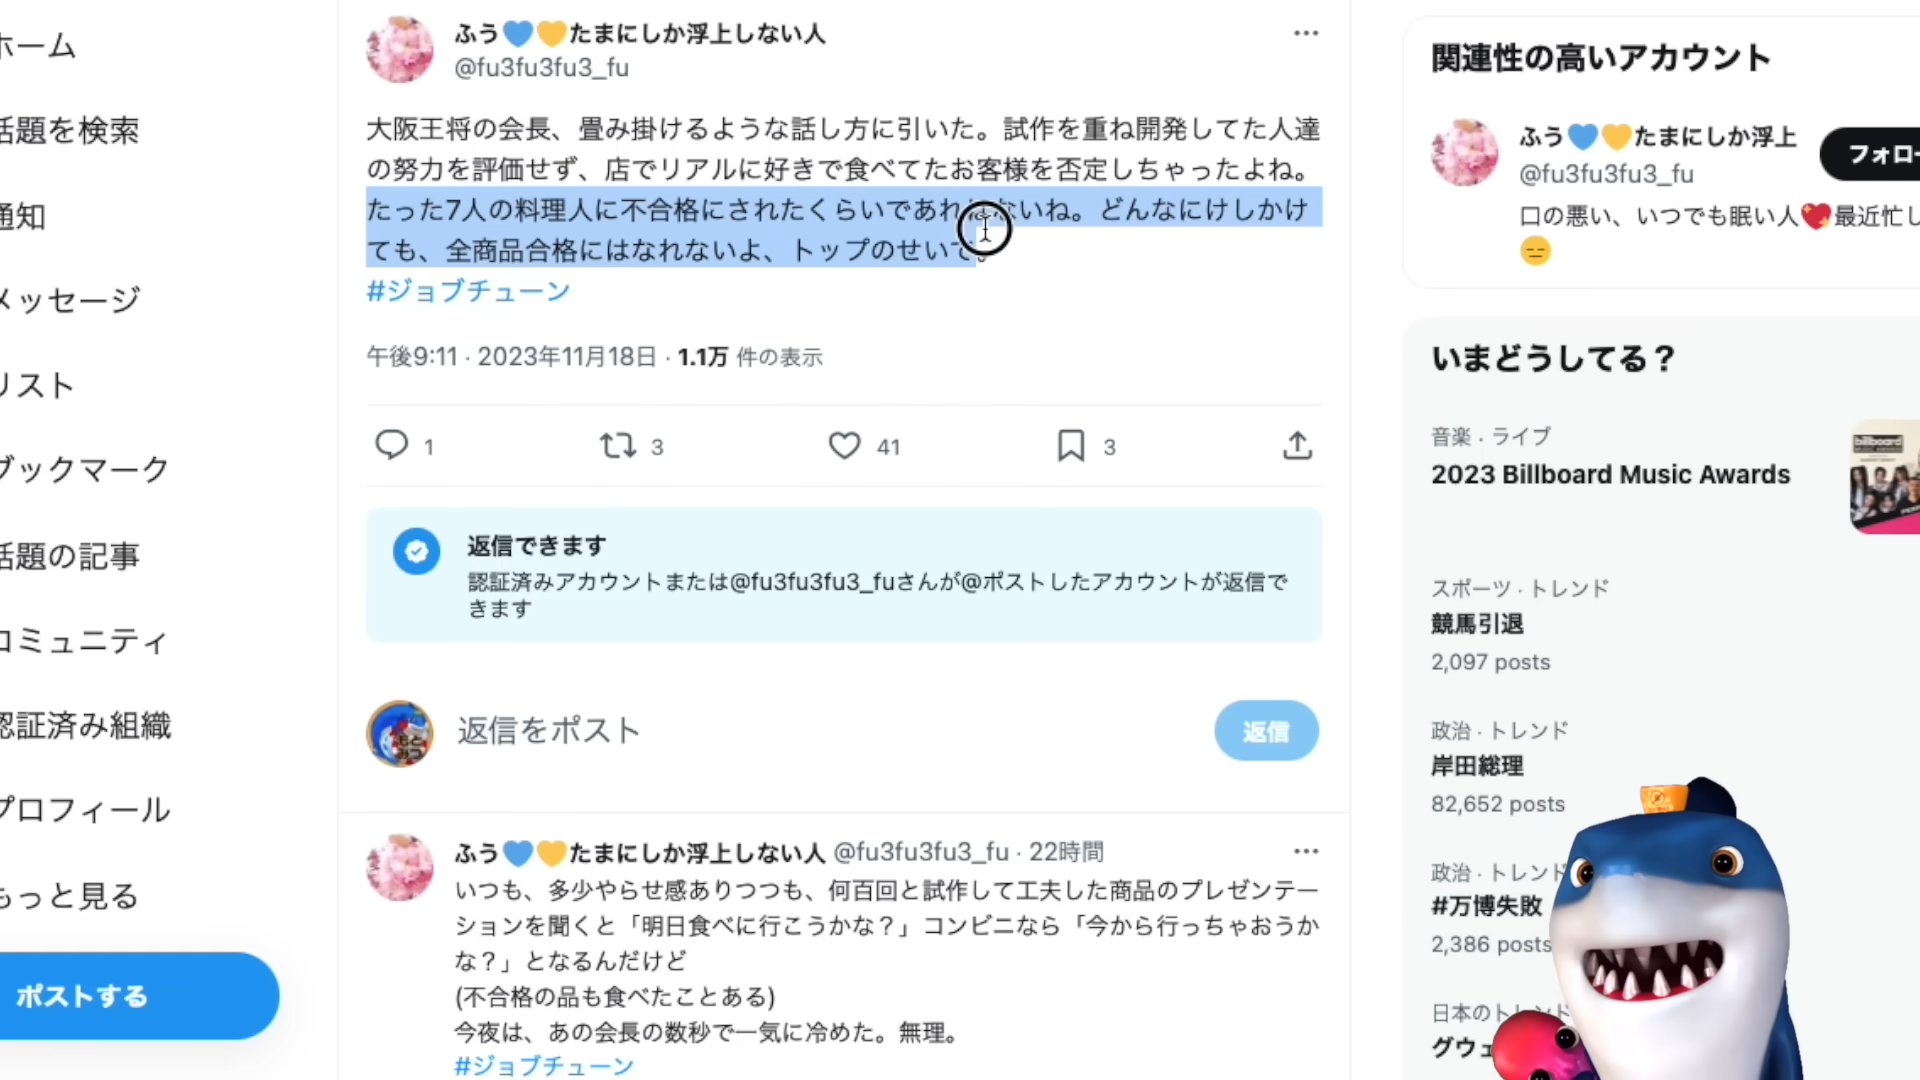 ホーム
話題を検索
通知
メッセージ
リスト
ブックマーク
話題の記事
コミュニティ
認証済み組織
プロフィール
もっと見る
ポストする
ふう💙💛たまにしか浮上しない人
@fu3fu3fu3_fu
大阪王将の会長、畳み掛けるような話し方に引いた。試作を重ね開発してた人達
の努力を評価せず、店でリアルに好きで食べてたお客様を否定しちゃったよね。
たった7人の料理人に不合格にされたくらいであれはないね。どんなにけしかけ
ても、全商品合格にはなれないよ、トップのせいで。
#ジョブチューン
午後9:11 · 2023年11月18日 · 1.1万 件の表示
1 3 41 3
返信できます
認証済みアカウントまたは@fu3fu3fu3_fuさんが@ポストしたアカウントが返信で
きます
返信をポスト
返信
ふう💙💛たまにしか浮上しない人 @fu3fu3fu3_fu · 22時間
いつも、多少やらせ感ありつつも、何百回と試作して工夫した商品のプレゼンテー
ションを聞くと「明日食べに行こうかな？」コンビニなら「今から行っちゃおうか
な？」となるんだけど
(不合格の品も食べたことある)
今夜は、あの会長の数秒で一気に冷めた。無理。
#ジョブチューン
関連性の高いアカウント
ふう💙💛たまにしか浮上
@fu3fu3fu3_fu
フォロー
口の悪い、いつでも眠い人💖最近忙し
😑
いまどうしてる？
音楽 · ライブ
2023 Billboard Music Awards
billboard
スポーツ · トレンド
競馬引退
2,097 posts
政治 · トレンド
岸田総理
82,652 posts
政治 · トレンド
#万博失敗
2,386 posts
日本のトレンド
グウェ